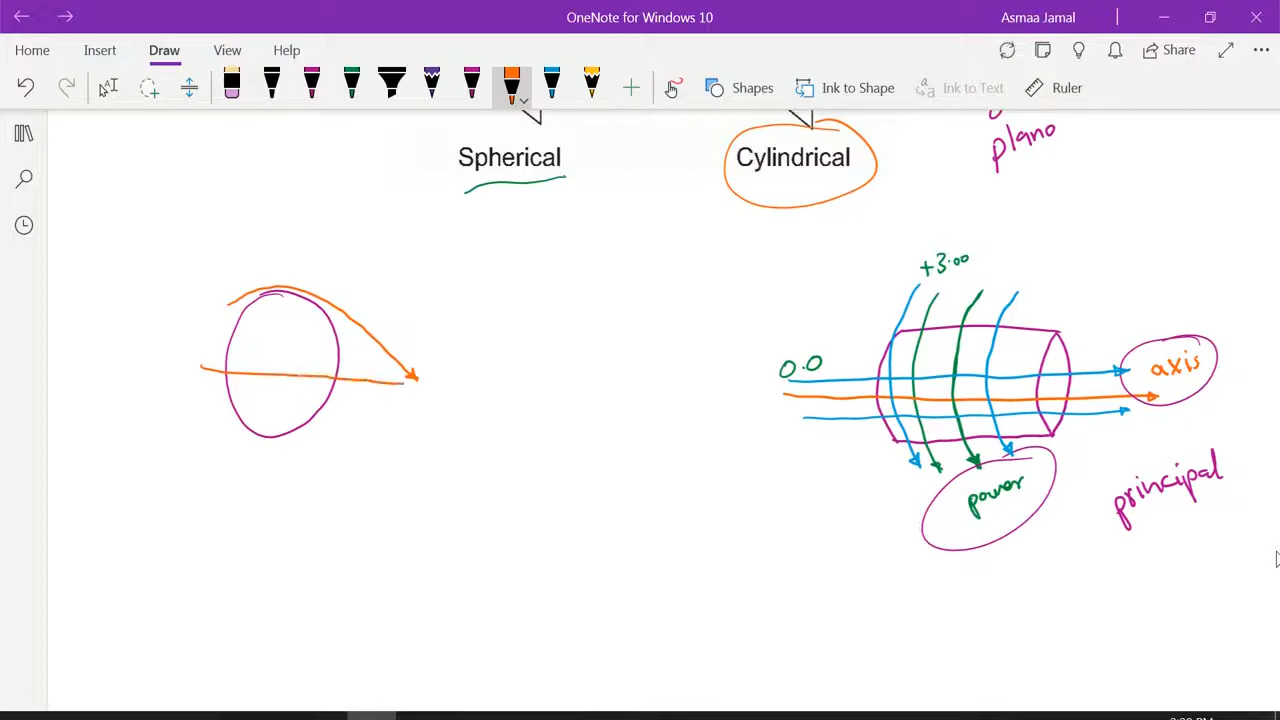 OneNote for Windows 10
Asmaa Jamal
Home Insert Draw View Help
Share
Shapes
Ink to Shape
Ink to Text
Ruler
plano
Spherical
Cylindrical
+3.00
0.0
axis
power
principal